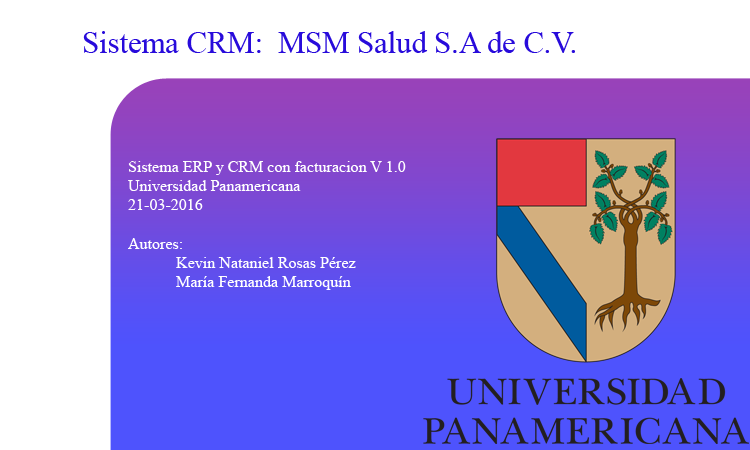 Sistema CRM:  MSM Salud S.A de C.V.
Sistema ERP y CRM con facturacion V 1.0
Universidad Panamericana
21-03-2016
Autores:
Kevin Nataniel Rosas Pérez
María Fernanda Marroquín
UNIVERSIDAD
PANAMERICANA